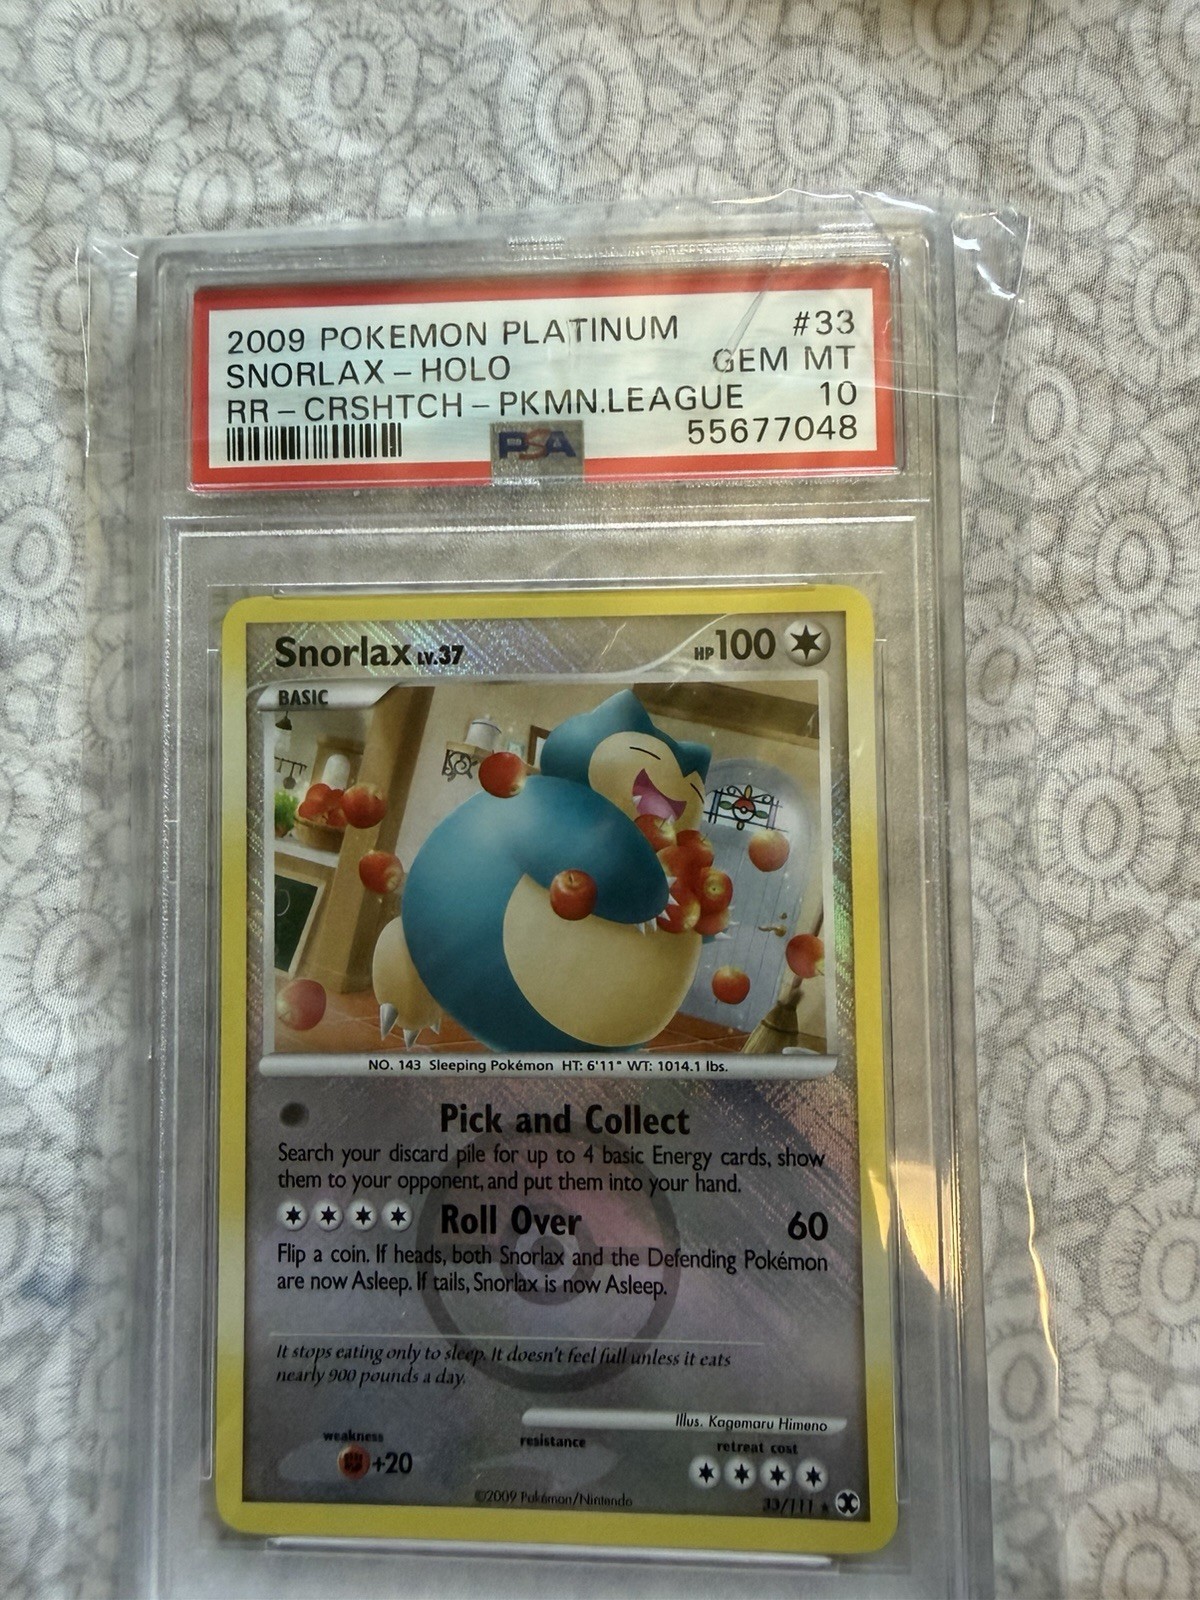 2009 POKEMON PLATINUM #33
SNORLAX - HOLO GEM MT
RR - CRSHTCH - PKMN.LEAGUE 10
PSA 55677048
Snorlax LV.37 HP 100
BASIC
NO. 143 Sleeping Pokémon HT: 6'11" WT: 1014.1 lbs.
Pick and Collect
Search your discard pile for up to 4 basic Energy cards, show
them to your opponent, and put them into your hand.
Roll Over 60
Flip a coin. If heads, both Snorlax and the Defending Pokémon
are now Asleep. If tails, Snorlax is now Asleep.
It stops eating only to sleep. It doesn't feel full unless it eats
nearly 900 pounds a day.
Illus. Kagemaru Himeno
weakness resistance retreat cost
+20
©2009 Pokémon/Nintendo 33/111